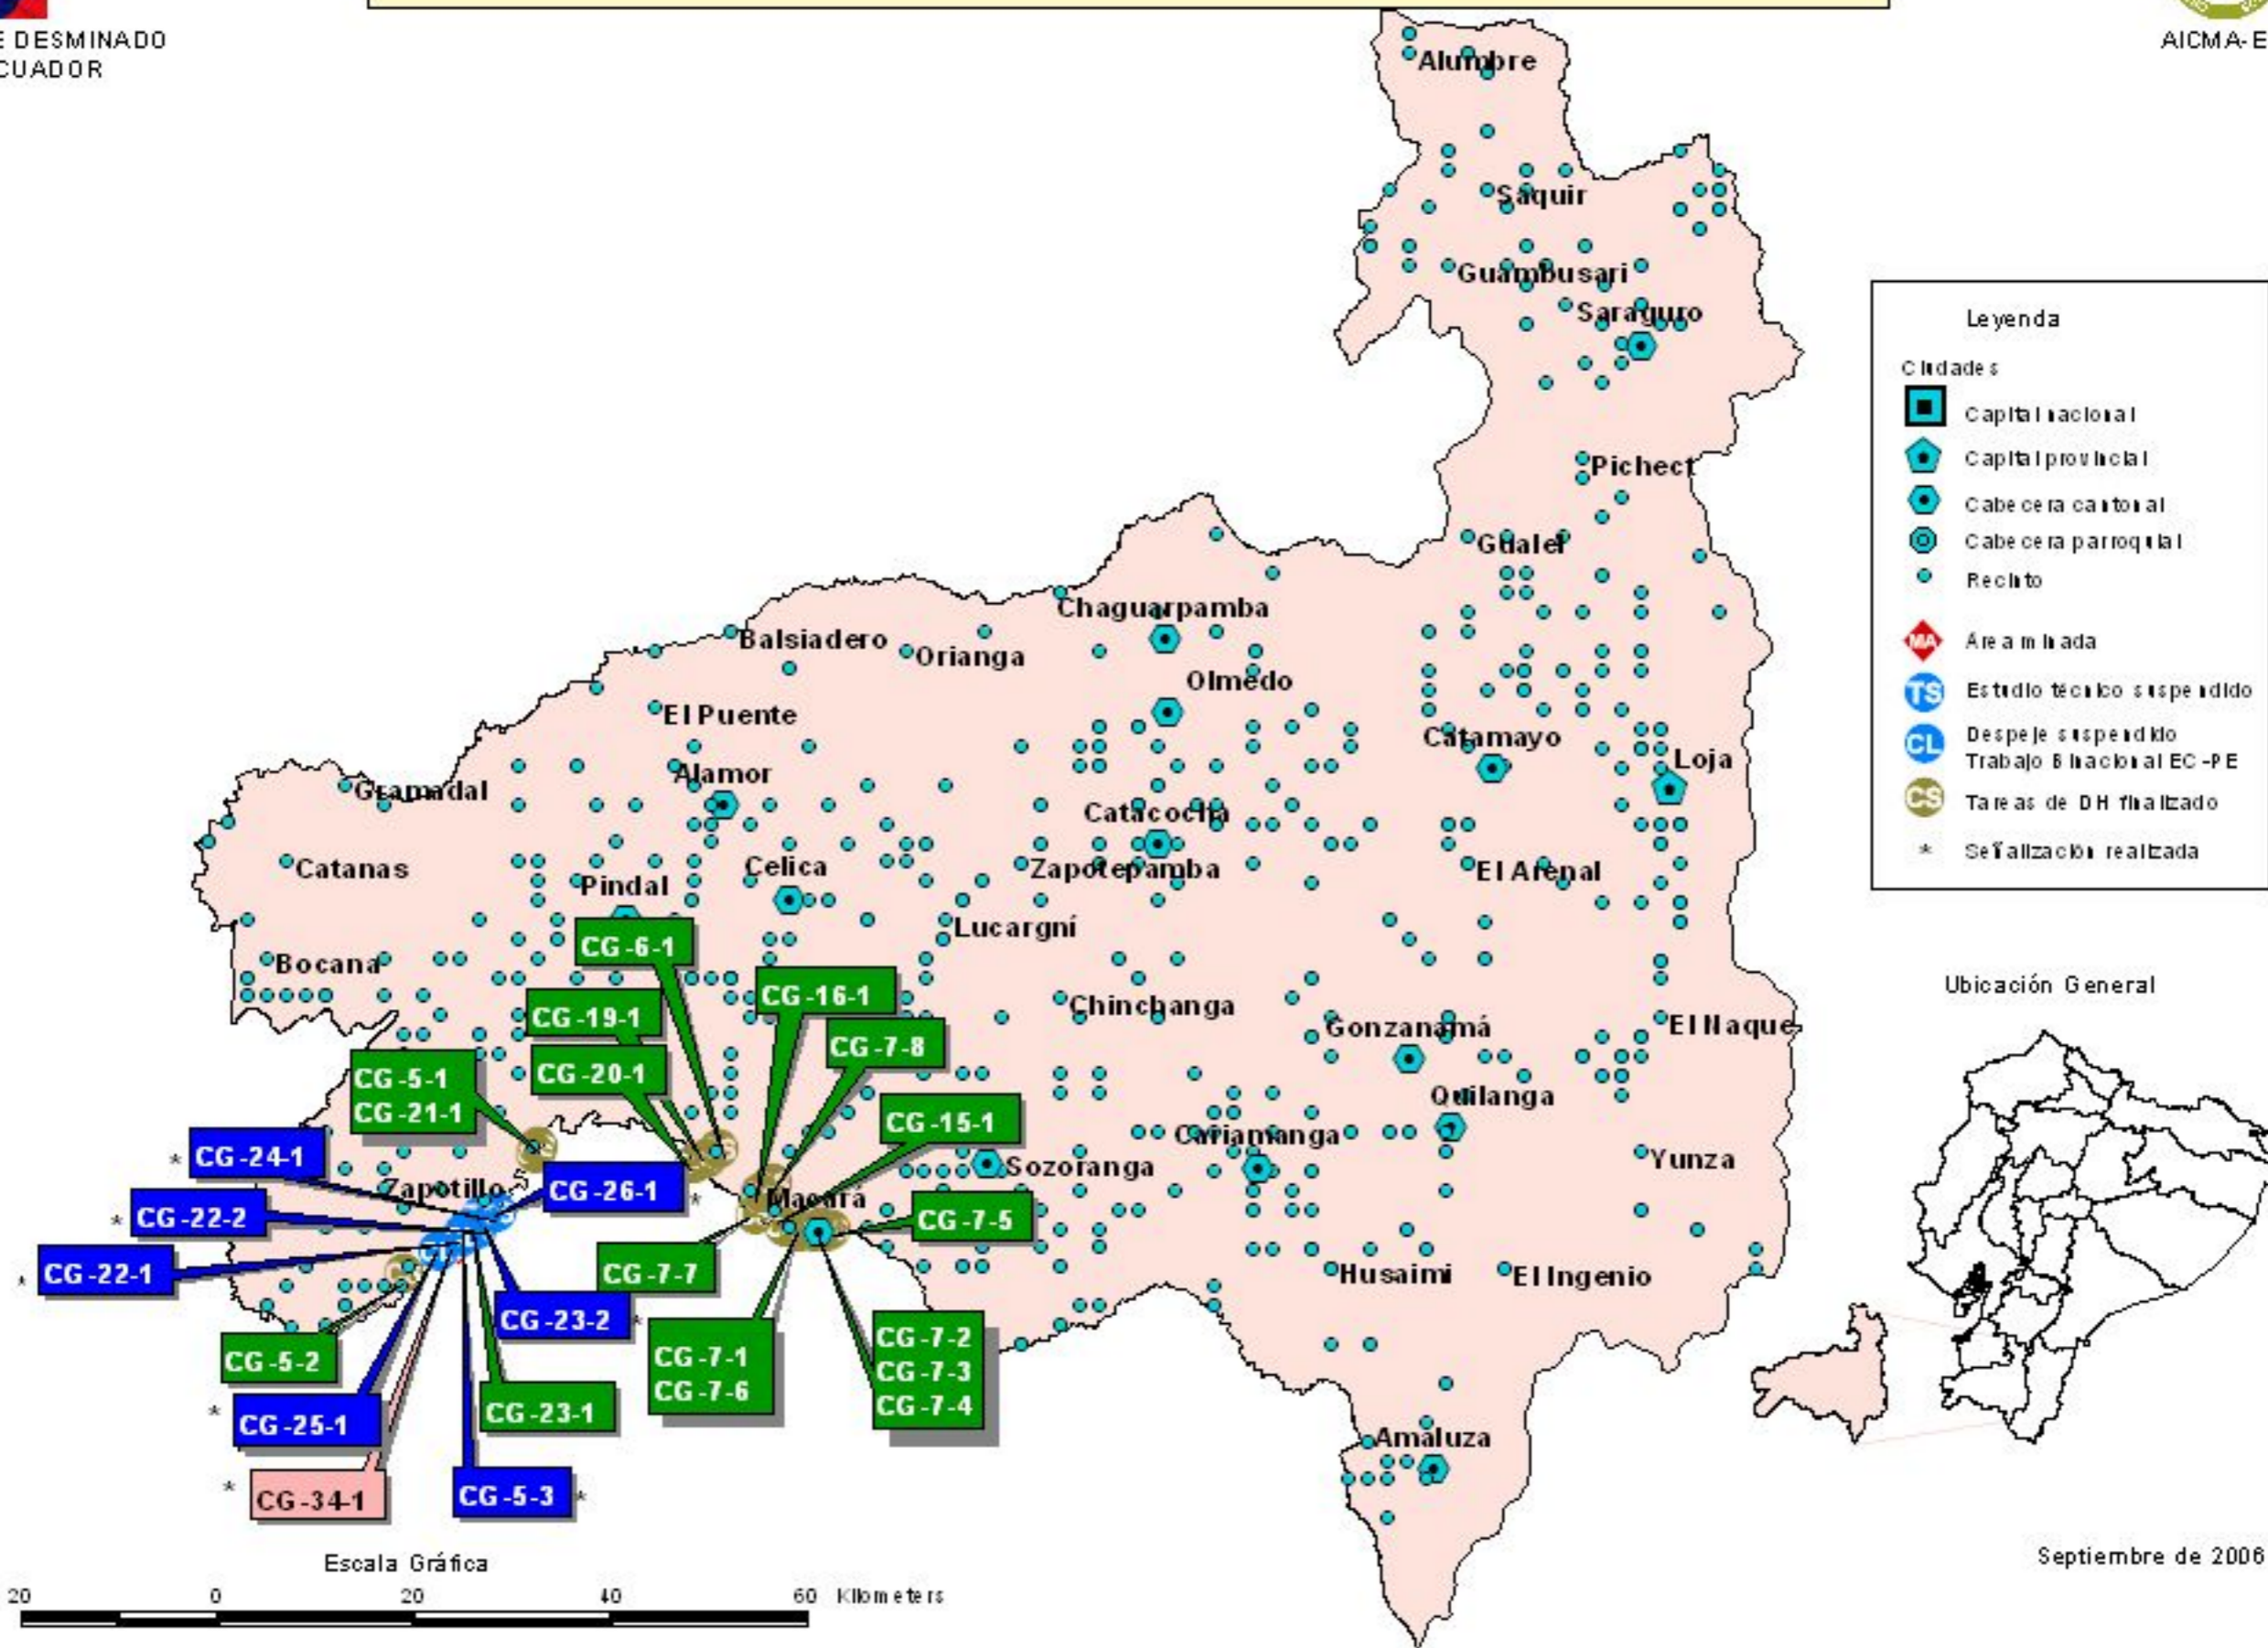 E DESMINADO
CUADOR
AICMA-E
Alumbre
Saquir
Guambusari
Saraguro
Pichect
Gualel
Chaguarpamba
Balsiadero
Orianga
Olmedo
El Puente
Catamayo
Loja
Alamor
Gramadal
Catacocha
Catanas
Celica
Zapotepamba
El Arenal
Pindal
Lucargní
Bocana
Chinchanga
Gonzanamá
El Naque
Quilanga
Cariamanga
Yunza
Sozoranga
Zapotillo
Macara
Husaimi
El Ingenio
Amaluza
CG-6-1
CG-16-1
CG-19-1
CG-7-8
CG-20-1
CG-5-1
CG-21-1
CG-15-1
* CG-24-1
CG-26-1 *
* CG-22-2
CG-7-5
* CG-22-1
CG-7-7
CG-23-2 *
CG-5-2
CG-7-1
CG-7-6
CG-7-2
CG-7-3
CG-7-4
* CG-25-1
CG-23-1
* CG-34-1
CG-5-3 *
Leyenda
Ciudades
Capital nacional
Capital provincial
Cabecera cantonal
Cabecera parroquial
Recinto
MA Area minada
TS Estudio técnico suspendido
CL Despeje suspendido
Trabajo Binacional EC-PE
CS Tareas de DH finalizado
* Señalización realizada
Ubicación General
Septiembre de 2006
Escala Gráfica
20 0 20 40 60 Kilometers